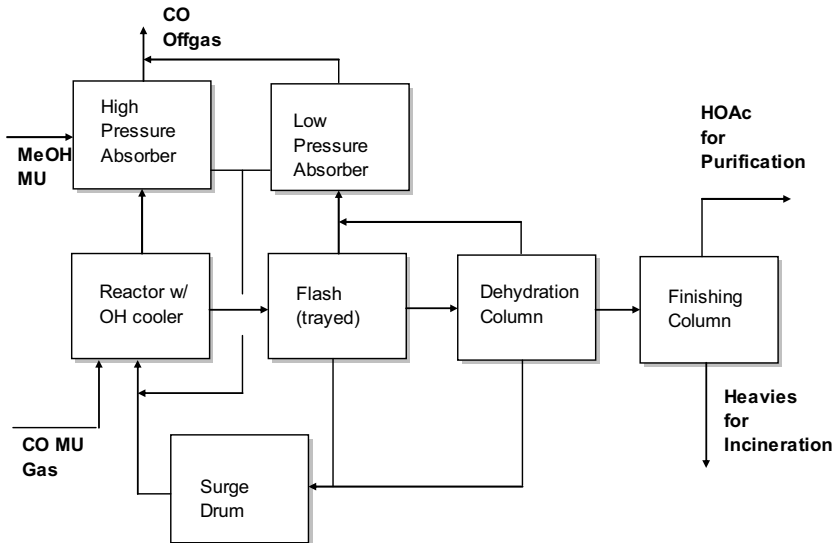 CO
Offgas
High
Pressure
Absorber
Low
Pressure
Absorber
HOAc
for
Purification
MeOH
MU
Reactor w/
OH cooler
Flash
(trayed)
Dehydration
Column
Finishing
Column
CO MU
Gas
Surge
Drum
Heavies
for
Incineration